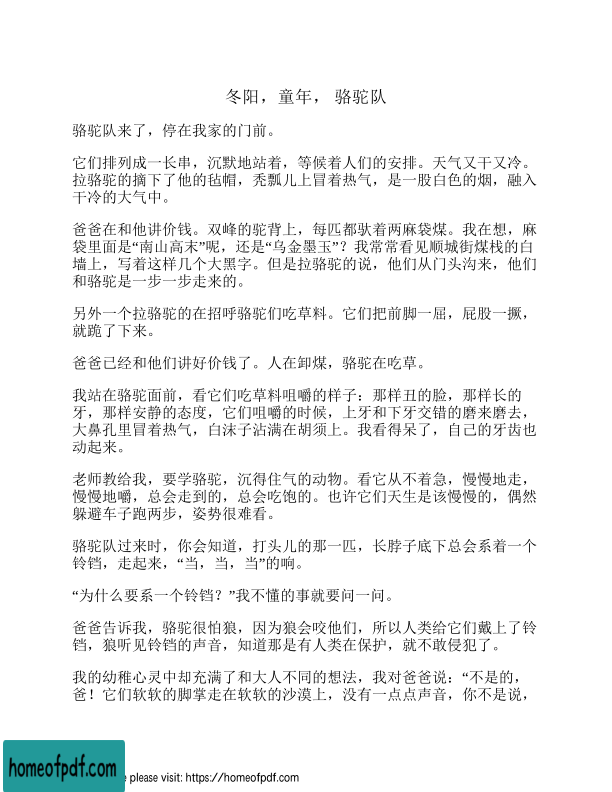 冬阳，童年， 骆驼队
骆驼队来了，停在我家的门前。
它们排列成一长串，沉默地站着，等候着人们的安排。天气又干又冷。
拉骆驼的摘下了他的毡帽，秃瓢儿上冒着热气，是一股白色的烟，融入
干冷的大气中。
爸爸在和他讲价钱。双峰的驼背上，每匹都驮着两麻袋煤。我在想，麻
袋里面是“南山高末”呢，还是“乌金墨玉”？我常常看见顺城街煤栈的白
墙上，写着这样几个大黑字。但是拉骆驼的说，他们从门头沟来，他们
和骆驼是一步一步走来的。
另外一个拉骆驼的在招呼骆驼们吃草料。它们把前脚一屈，屁股一撅，
就跪了下来。
爸爸已经和他们讲好价钱了。人在卸煤，骆驼在吃草。
我站在骆驼面前，看它们吃草料咀嚼的样子：那样丑的脸，那样长的
牙，那样安静的态度，它们咀嚼的时候，上牙和下牙交错的磨来磨去，
大鼻孔里冒着热气，白沫子沾满在胡须上。我看得呆了，自己的牙齿也
动起来。
老师教给我，要学骆驼，沉得住气的动物。看它从不着急，慢慢地走，
慢慢地嚼，总会走到的，总会吃饱的。也许它们天生是该慢慢的，偶然
躲避车子跑两步，姿势很难看。
骆驼队过来时，你会知道，打头儿的那一匹，长脖子底下总会系着一个
铃铛，走起来，“当，当，当”的响。
“为什么要系一个铃铛？”我不懂的事就要问一问。
爸爸告诉我，骆驼很怕狼，因为狼会咬他们，所以人类给它们戴上了铃
铛，狼听见铃铛的声音，知道那是有人类在保护，就不敢侵犯了。
我的幼稚心灵中却充满了和大人不同的想法，我对爸爸说：“不是的，
爸！它们软软的脚掌走在软软的沙漠上，没有一点点声音，你不是说，
homeofpdf.com
e please visit: https://homeofpdf.com